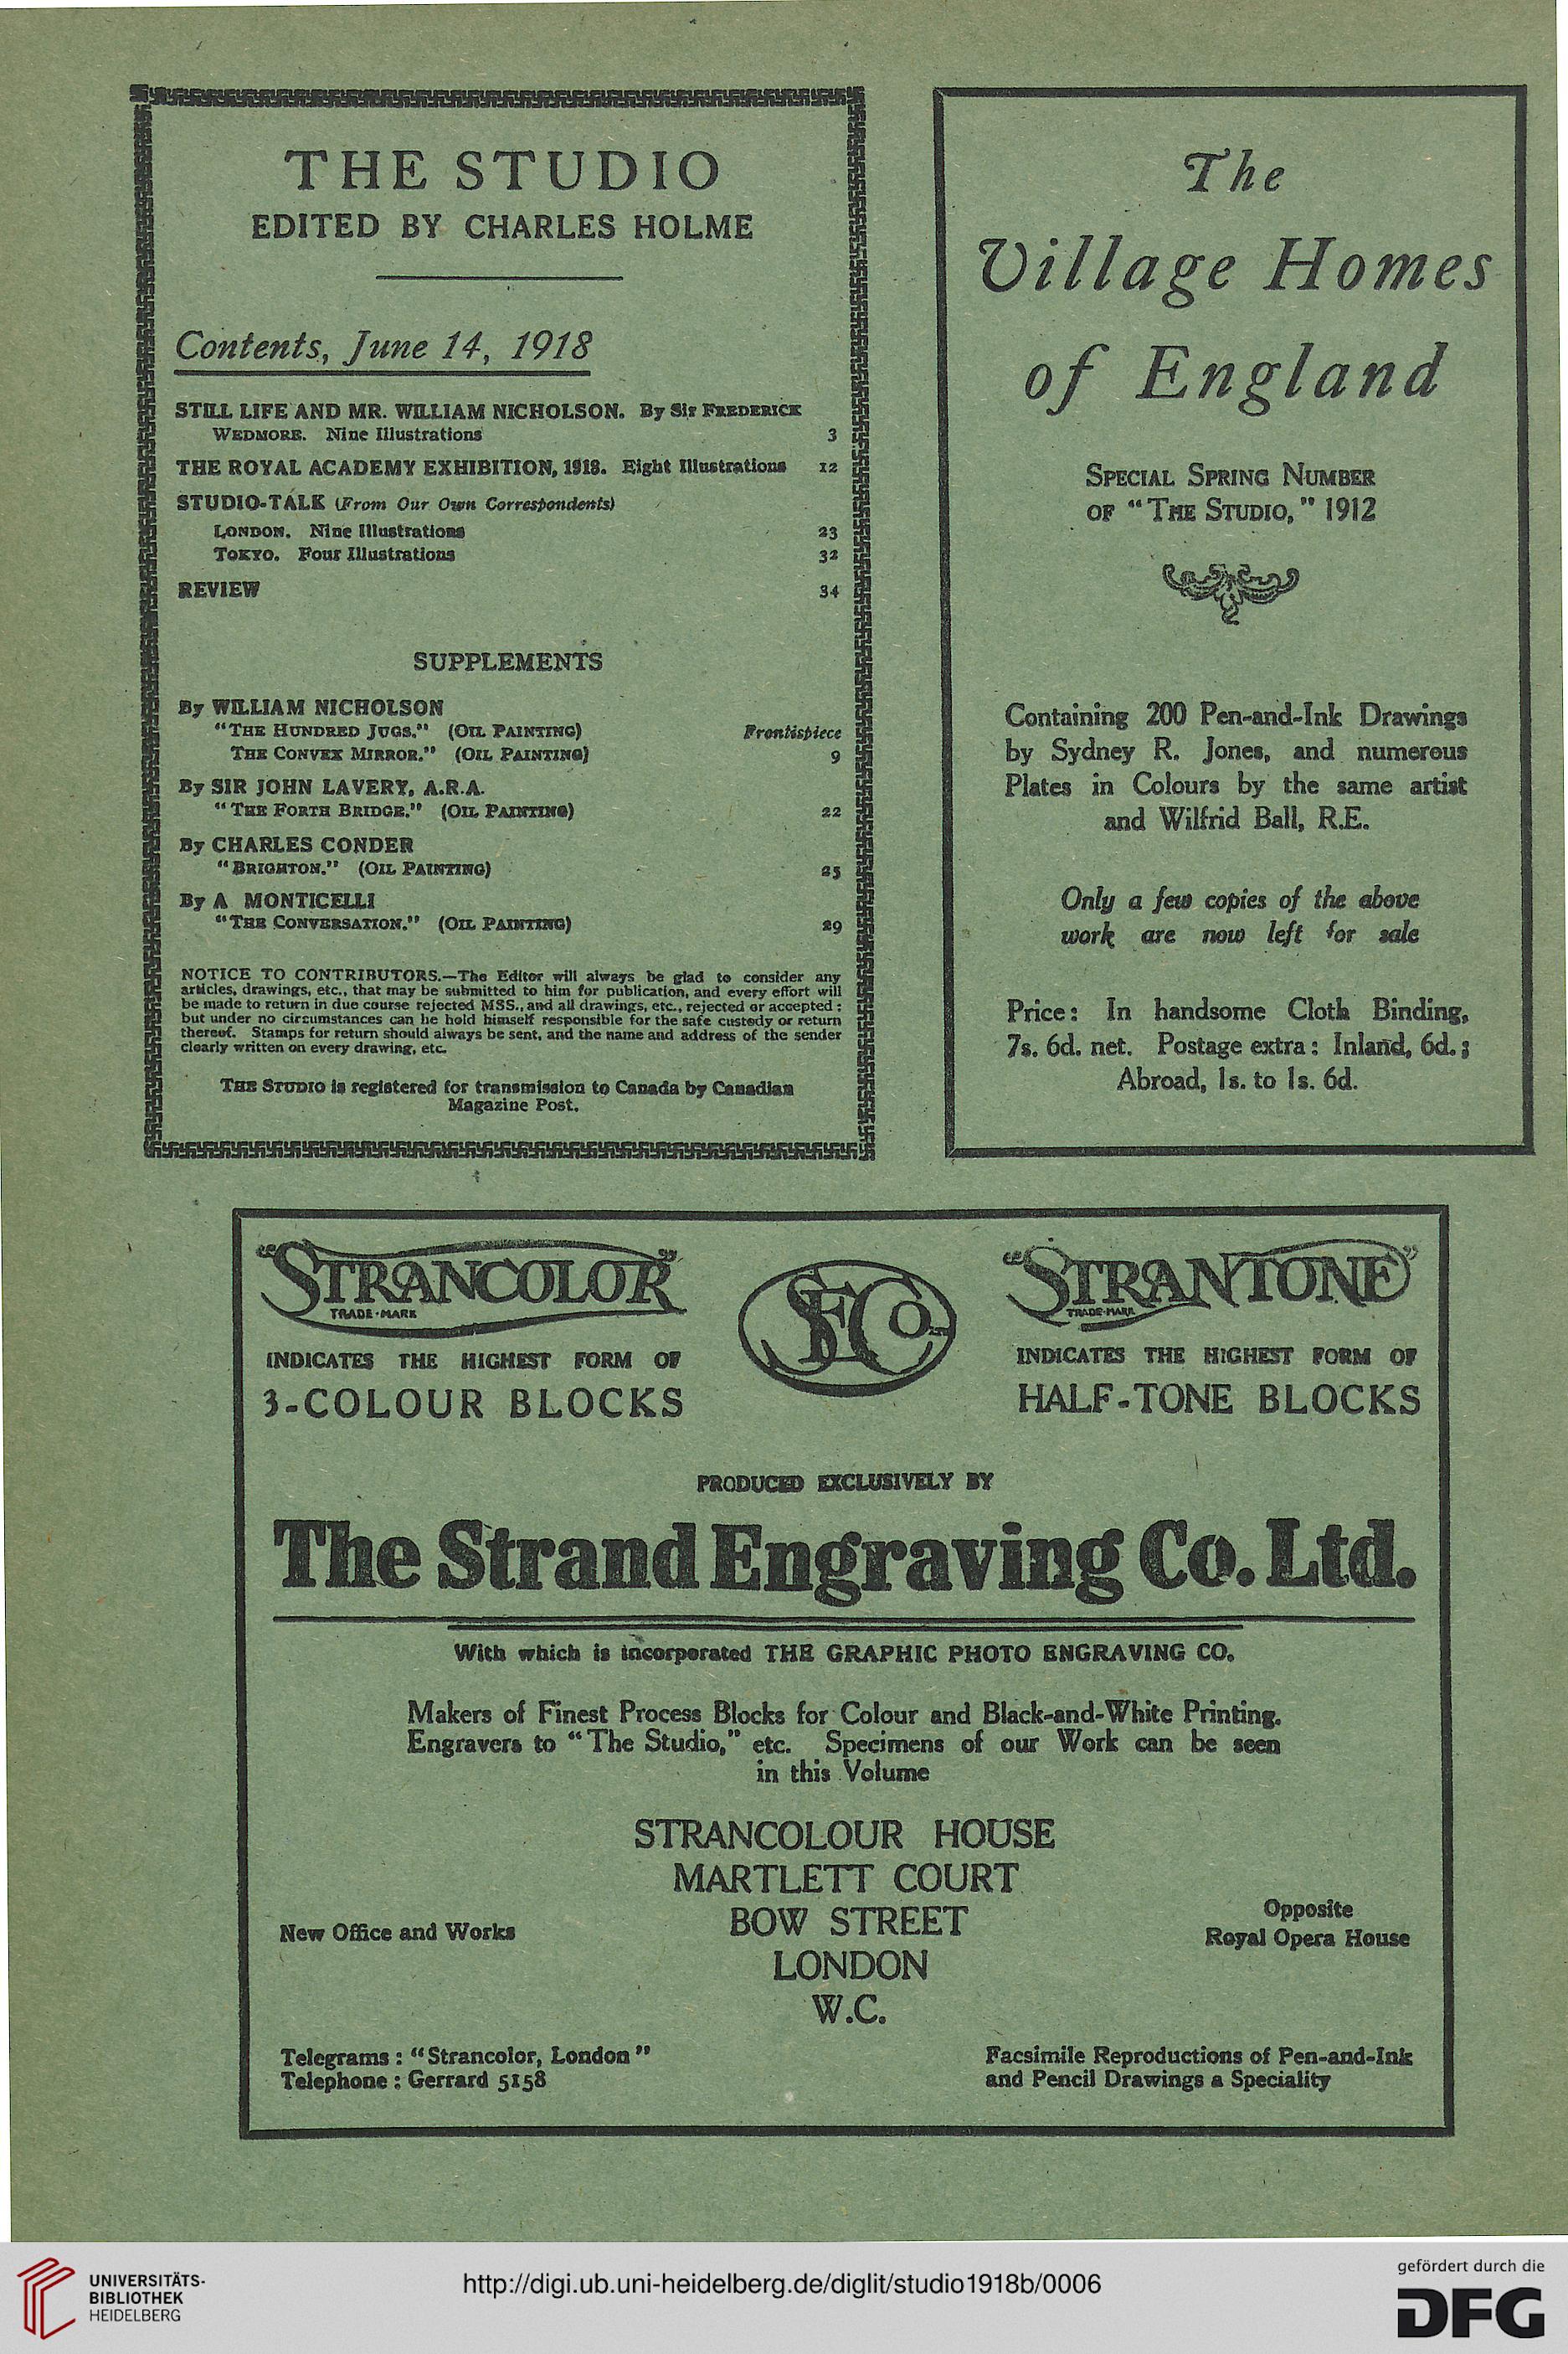 THE STUDIO
EDITED BY CHARLES HOLME
Contents, June 14, 1918
STILL LIFE AND MR. WILLIAM NICHOLSON. By Sir FREDERICK
WEDMORE. Nine Illustrations 3
THE ROYAL ACADEMY EXHIBITION, 1918. Eight Illustrations 12
STUDIO-TALK (From Our Own Correspondents)
LONDON. Nine Illustrations 23
TOKYO. Four Illustrations 32
REVIEW 34
SUPPLEMENTS
By WILLIAM NICHOLSON
"THE HUNDRED JUGS." (OIL PAINTING) Frontispiece
THE CONVEX MIRROR." (OIL PAINTING) 9
By SIR JOHN LAVERY, A.R.A.
"THE FORTH BRIDGE." (OIL PAINTING) 22
By CHARLES CONDER
"BRIGHTON." (OIL PAINTING) 25
By A MONTICELLI
"THE CONVERSATION." (OIL PAINTING) 29
NOTICE TO CONTRIBUTORS.—The Editor will always be glad to consider any
articles, drawings, etc., that may be submitted to him for publication, and every effort will
be made to return in due course rejected MSS., and all drawings, etc., rejected or accepted;
but under no circumstances can he hold himself responsible for the safe custody or return
thereof. Stamps for return should always be sent, and the name and address of the sender
clearly written on every drawing, etc.
THE STUDIO is registered for transmission to Canada by Canadian
Magazine Post.
The
Village Homes
of England
SPECIAL SPRING NUMBER
OF "THE STUDIO," 1912
Containing 200 Pen-and-Ink Drawings
by Sydney R. Jones, and numerous
Plates in Colours by the same artist
and Wilfrid Ball, R.E.
Only a few copies of the above
work are now left for sale
Price: In handsome Cloth Binding,
7s. 6d. net. Postage extra: Inland, 6d.;
Abroad, 1s. to 1s. 6d.
"STRANCOLOR"
TRADE-MARK
INDICATES THE HIGHEST FORM OF
3-COLOUR BLOCKS
SECo. LTD
"STRANTONE"
TRADE-MARK
INDICATES THE HIGHEST FORM OF
HALF-TONE BLOCKS
PRODUCED EXCLUSIVELY BY
The Strand Engraving Co. Ltd.
With which is incorporated THE GRAPHIC PHOTO ENGRAVING CO.
Makers of Finest Process Blocks for Colour and Black-and-White Printing.
Engravers to "The Studio," etc. Specimens of our Work can be seen
in this Volume
STRANCOLOUR HOUSE
MARTLETT COURT
BOW STREET
LONDON
W.C.
New Office and Works
Opposite
Royal Opera House
Telegrams: "Strancolor, London"
Telephone: Gerrard 5158
Facsimile Reproductions of Pen-and-Ink
and Pencil Drawings a Speciality
UNIVERSITÄTS-
BIBLIOTHEK
HEIDELBERG
http://digi.ub.uni-heidelberg.de/diglit/studio1918b/0006
gefördert durch die
DFG